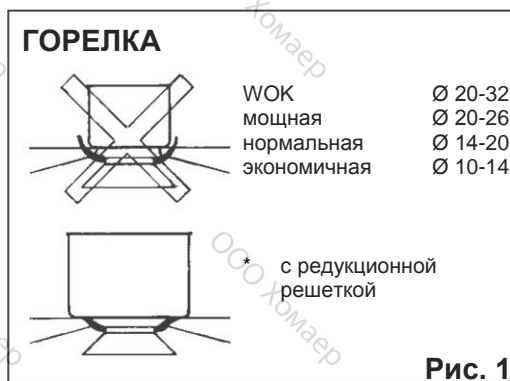 ГОРЕЛКА
WOK Ø 20-32
мощная Ø 20-26
нормальная Ø 14-20
экономичная Ø 10-14
* с редукционной
решеткой
Рис. 1
Хомаер
ООО Хомаер